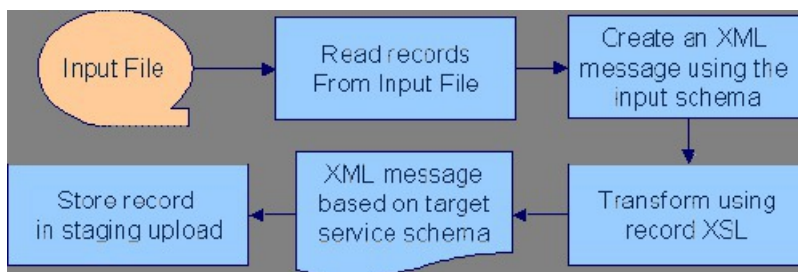 Input File
Read records
From Input File
Create an XML
message using the
input schema
Transform using
record XSL
XML message
based on target
service schema
Store record
in staging upload